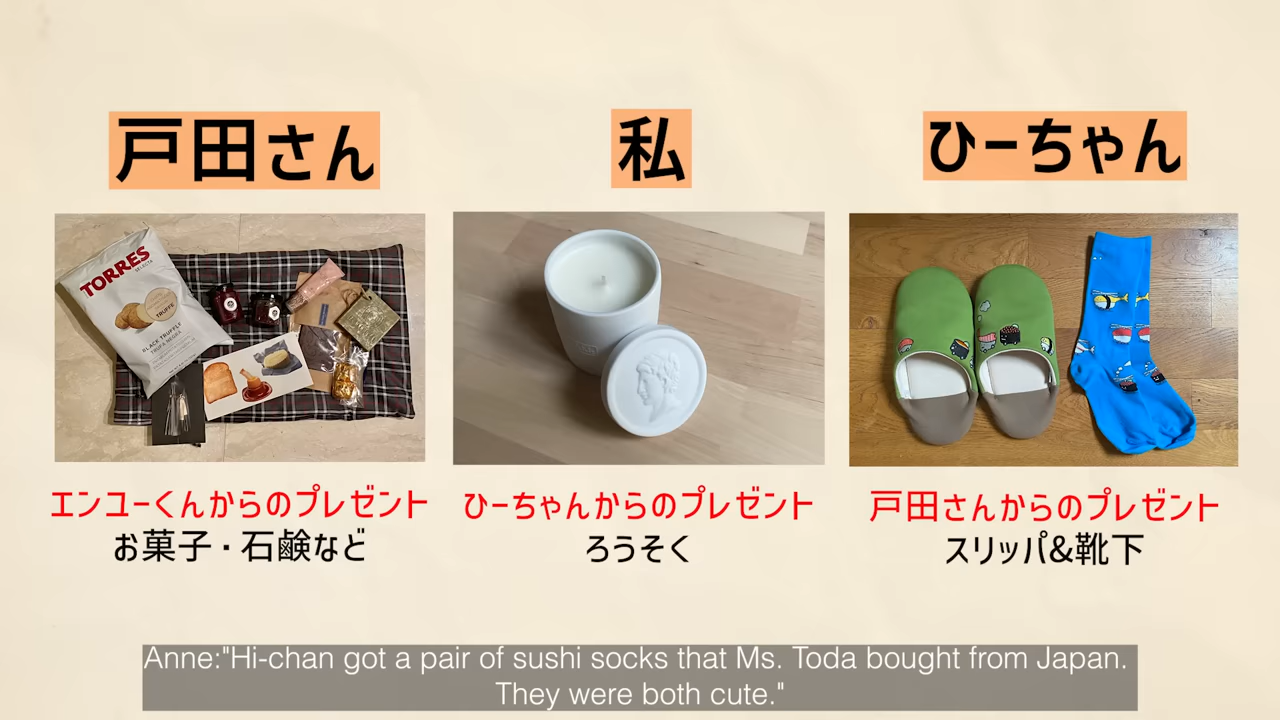 戸田さん
私
ひーちゃん
TORRES
SELECTA
TRUFFE
BLACK TRUFFLE
エンユーくんからのプレゼント
お菓子・石鹸など
ひーちゃんからのプレゼント
ろうそく
戸田さんからのプレゼント
スリッパ&靴下
Anne:"Hi-chan got a pair of sushi socks that Ms. Toda bought from Japan.
They were both cute."